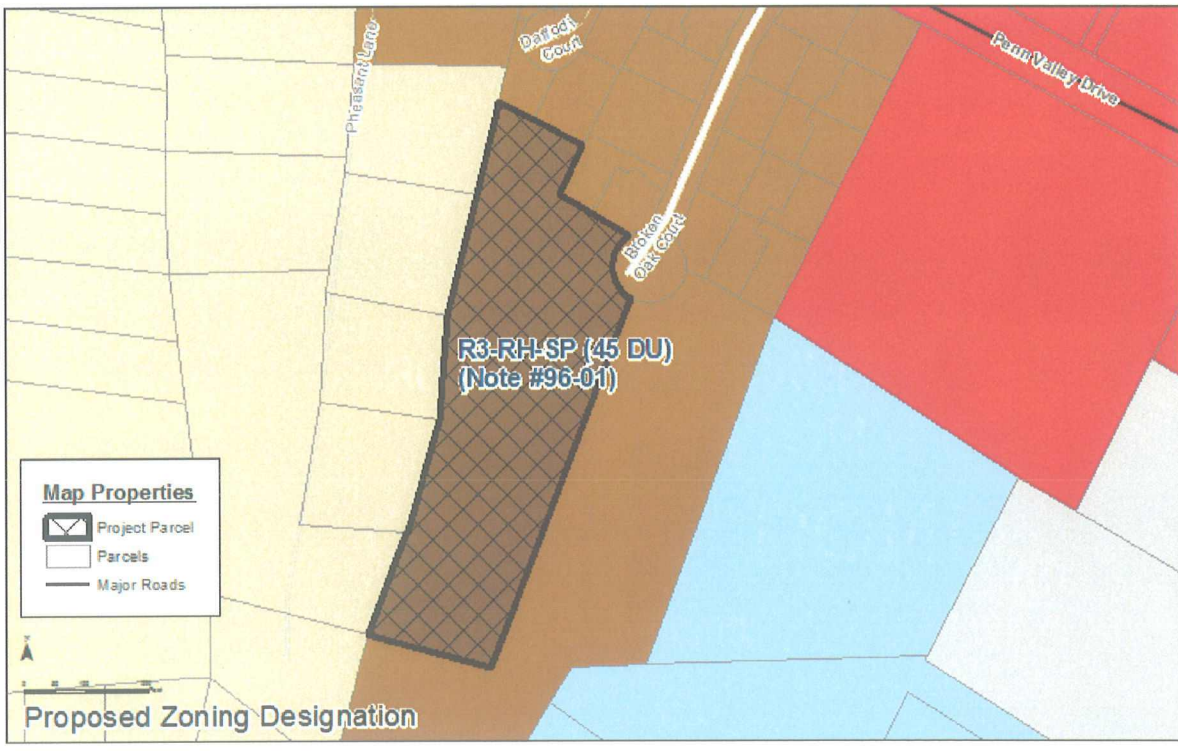 Daffodil
Court
Pheasant Lane
Penn Valley Drive
Broken
Oak Court
R3-RH-SP (45 DU)
(Note #96-01)
Map Properties
Project Parcel
Parcels
Major Roads
Proposed Zoning Designation